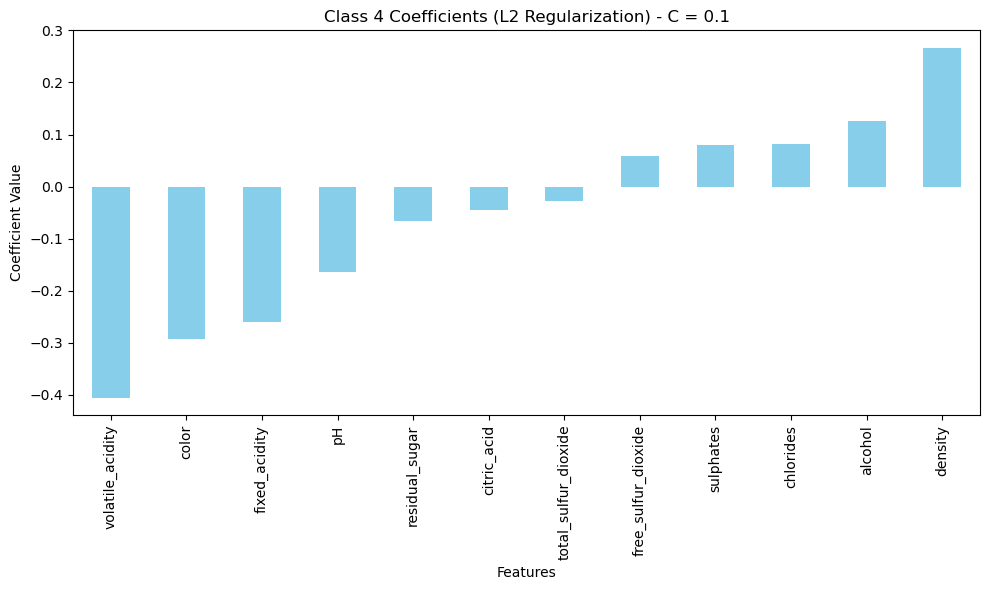 Class 4 Coefficients (L2 Regularization) - C = 0.1
Coefficient Value
0.3
0.2
0.1
0.0
−0.1
−0.2
−0.3
−0.4
volatile_acidity
color
fixed_acidity
pH
residual_sugar
citric_acid
total_sulfur_dioxide
free_sulfur_dioxide
sulphates
chlorides
alcohol
density
Features